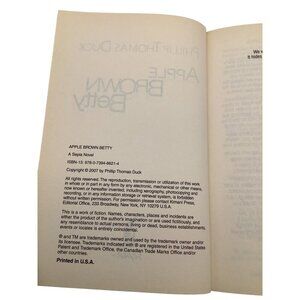 APPLE BROWN BETTY
A Sepia Novel
ISBN-13: 978-0-7394-8621-4
Copyright © 2007 by Phillip Thomas Duck
All rights reserved. The reproduction, transmission or utilization of this work
in whole or in part in any form by any electronic, mechanical or other means,
now known or hereafter invented, including xerography, photocopying and
recording, or in any information storage or retrieval system, is forbidden
without written permission. For permission please contact Kimani Press,
Editorial Office, 233 Broadway, New York, NY 10279 U.S.A.
This is a work of fiction. Names, characters, places and incidents are
either the product of the author's imagination or are used fictitiously, and
any resemblance to actual persons, living or dead, business establishments,
events or locales is entirely coincidental.
® and TM are trademarks owned and used by the trademark owner and/or
its licensee. Trademarks indicated with ® are registered in the United States
Patent and Trademark Office, the Canadian Trade Marks Office and/or
other countries.
Printed in U.S.A.
PHILLIP THOMAS DUCK
APPLE
BROWN
Betty
We
It hides